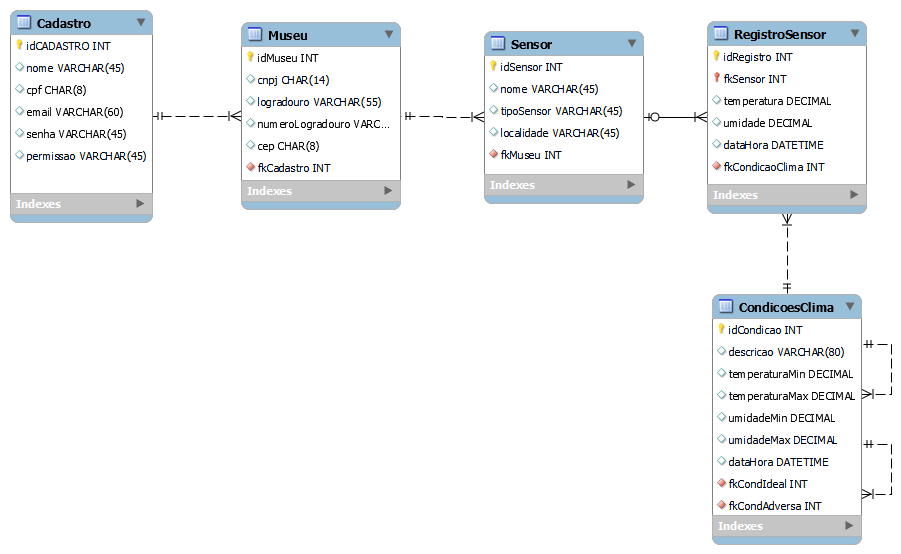 Cadastro
idCADASTRO INT
nome VARCHAR(45)
cpf CHAR(8)
email VARCHAR(60)
senha VARCHAR(45)
permissao VARCHAR(45)
Indexes
Museu
idMuseu INT
cnpj CHAR(14)
logradouro VARCHAR(55)
numeroLogradouro VARC...
cep CHAR(8)
fkCadastro INT
Indexes
Sensor
idSensor INT
nome VARCHAR(45)
tipoSensor VARCHAR(45)
localidade VARCHAR(45)
fkMuseu INT
Indexes
RegistroSensor
idRegistro INT
fkSensor INT
temperatura DECIMAL
umidade DECIMAL
dataHora DATETIME
fkCondicaoClima INT
Indexes
CondicoesClima
idCondicao INT
descricao VARCHAR(80)
temperaturaMin DECIMAL
temperaturaMax DECIMAL
umidadeMin DECIMAL
umidadeMax DECIMAL
dataHora DATETIME
fkCondIdeal INT
fkCondAdversa INT
Indexes